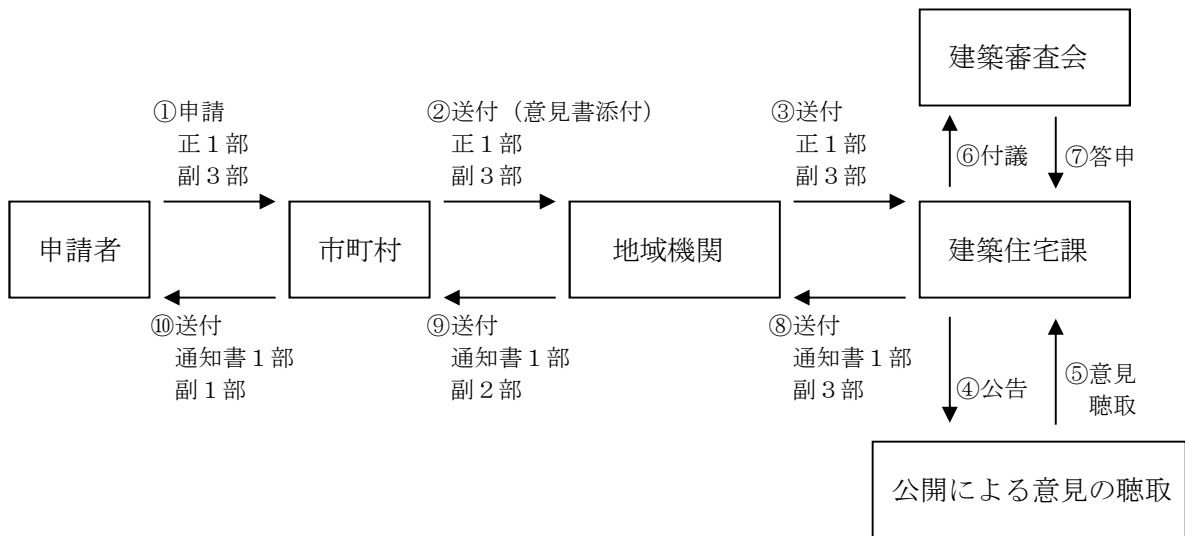 建築審査会
①申請
正１部
副３部
②送付（意見書添付）
正１部
副３部
③送付
正１部
副３部
⑥付議
⑦答申
申請者
市町村
地域機関
建築住宅課
⑩送付
通知書１部
副１部
⑨送付
通知書１部
副２部
⑧送付
通知書１部
副３部
④公告
⑤意見
聴取
公開による意見の聴取